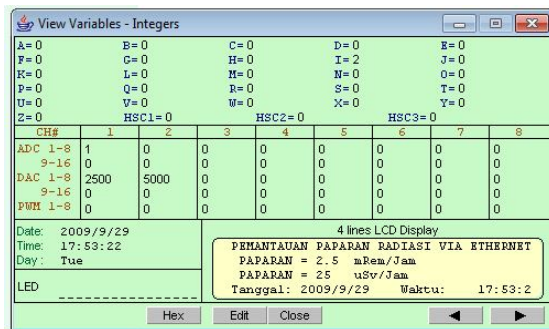 View Variables - Integers
A= 0 B= 0 C= 0 D= 0 E= 0
F= 0 G= 0 H= 0 I= 2 J= 0
K= 0 L= 0 M= 0 N= 0 O= 0
P= 0 Q= 0 R= 0 S= 0 T= 0
U= 0 V= 0 W= 0 X= 0 Y= 0
Z= 0 HSC1= 0 HSC2= 0 HSC3= 0
CH# 1 2 3 4 5 6 7 8
ADC 1-8 1 0 0 0 0 0 0 0
9-16 0 0 0 0 0 0 0 0
DAC 1-8 2500 5000 0 0 0 0 0 0
9-16 0 0 0 0 0 0 0 0
PWM 1-8 0 0 0 0 0 0 0 0
Date: 2009/9/29
Time: 17:53:22
Day : Tue
LED
4 lines LCD Display
PEMANTAUAN PAPARAN RADIASI VIA ETHERNET
PAPARAN = 2.5 mRem/Jam
PAPARAN = 25 uSv/Jam
Tanggal: 2009/9/29 Waktu: 17:53:2
Hex Edit Close